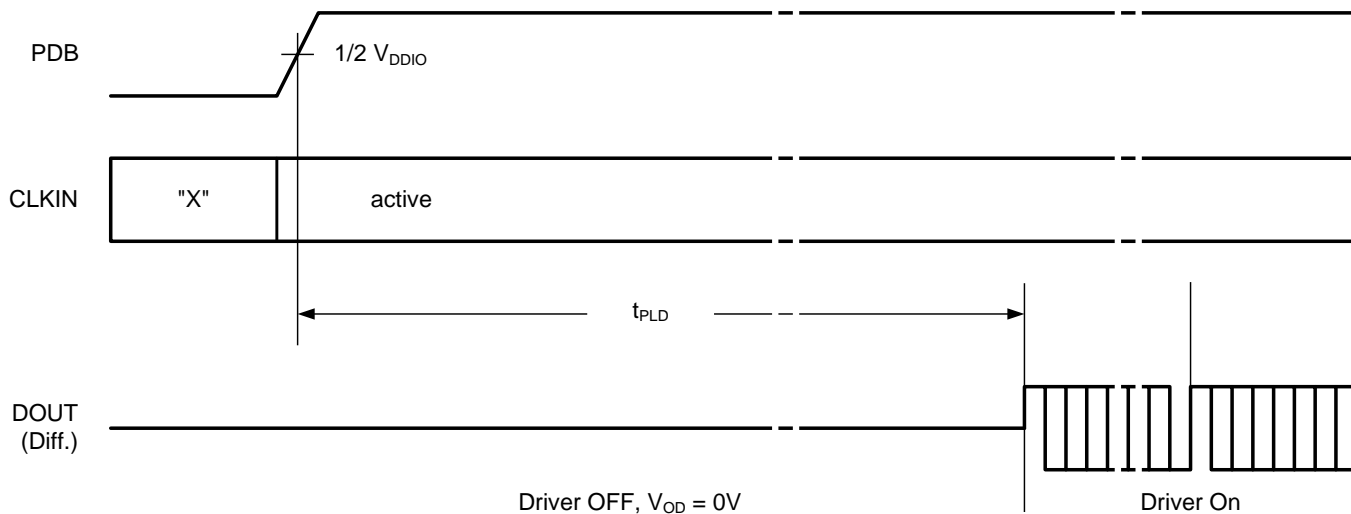 PDB
1/2 VDDIO
CLKIN
"X"
active
tPLD
DOUT
(Diff.)
Driver OFF, VOD = 0V
Driver On